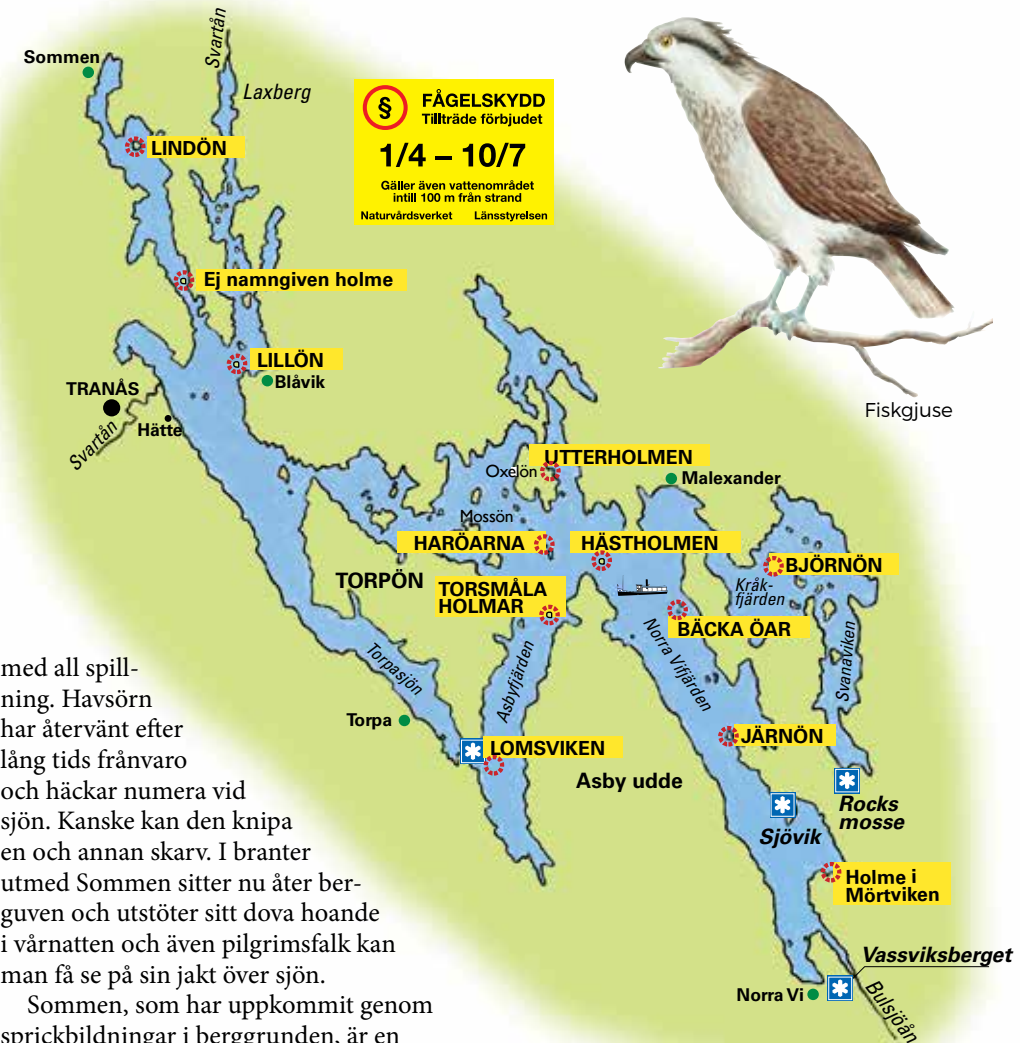 Sommen
Svartån
Laxberg
§ FÅGELSKYDD
Tillträde förbjudet
1/4 – 10/7
Gäller även vattenområdet
intill 100 m från strand
Naturvårdsverket Länsstyrelsen
LINDÖN
Ej namngiven holme
LILLÖN
Blåvik
TRANÅS
Hätte
Svartån
Fiskgjuse
UTTERHOLMEN
Oxelön
Malexander
Mossön
HARÖARNA
HÄSTHOLMEN
BJÖRNÖN
TORPÖN
TORSMÅLA
HOLMAR
Kråk-
fjärden
BÄCKA ÖAR
Norra Vifjärden
Svanaviken
Torpasjön
Asbyfjärden
Torpa
LOMSVIKEN
JÄRNÖN
Asby udde
Rocks
mosse
Sjövik
Holme i
Mörtviken
Vassviksberget
Norra Vi
Bulsjöån
med all spill-
ning. Havsörn
har återvänt efter
lång tids frånvaro
och häckar numera vid
sjön. Kanske kan den knipa
en och annan skarv. I branter
utmed Sommen sitter nu åter ber-
guven och utstöter sitt dova hoande
i vårnatten och även pilgrimsfalk kan
man få se på sin jakt över sjön.
Sommen, som har uppkommit genom
sprickbildningar i berggrunden, är en